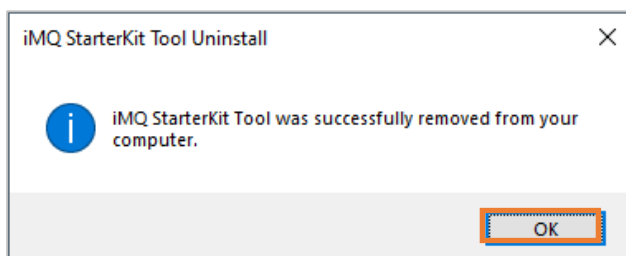 iMQ StarterKit Tool Uninstall
iMQ StarterKit Tool was successfully removed from your
computer.
OK